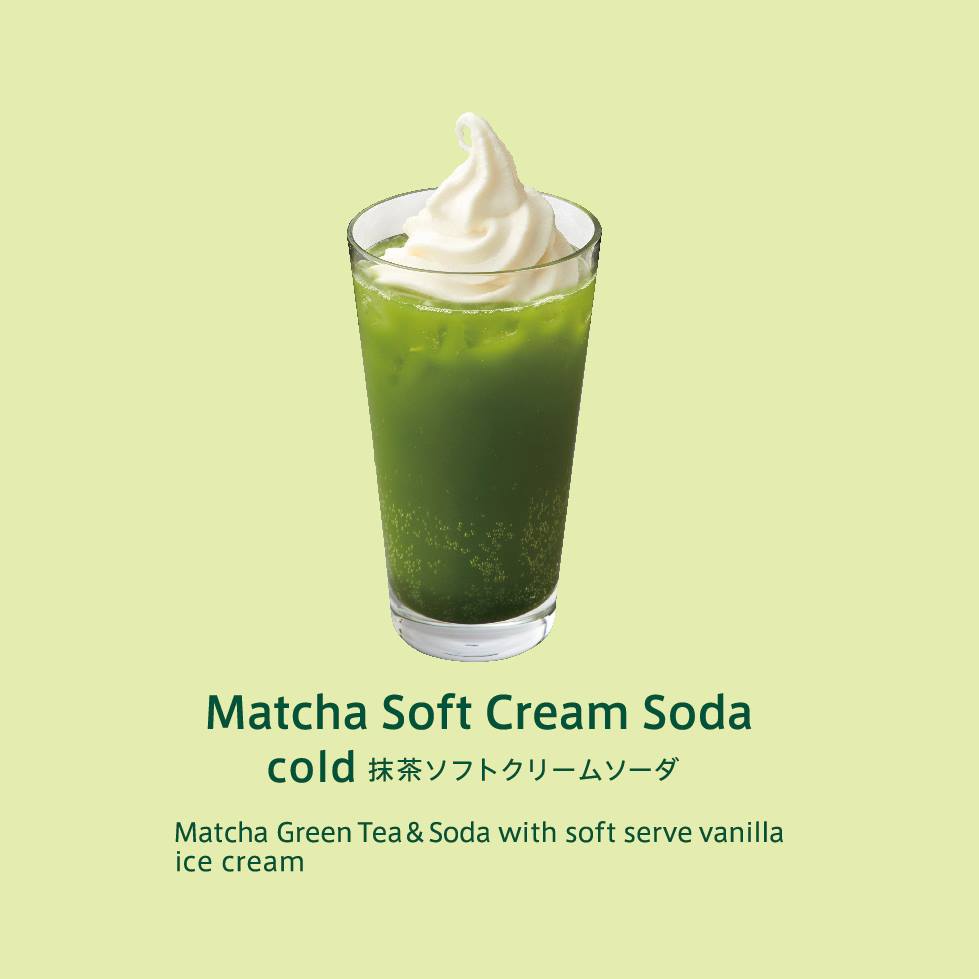 Matcha Soft Cream Soda
cold 抹茶ソフトクリームソーダ
Matcha Green Tea & Soda with soft serve vanilla
ice cream